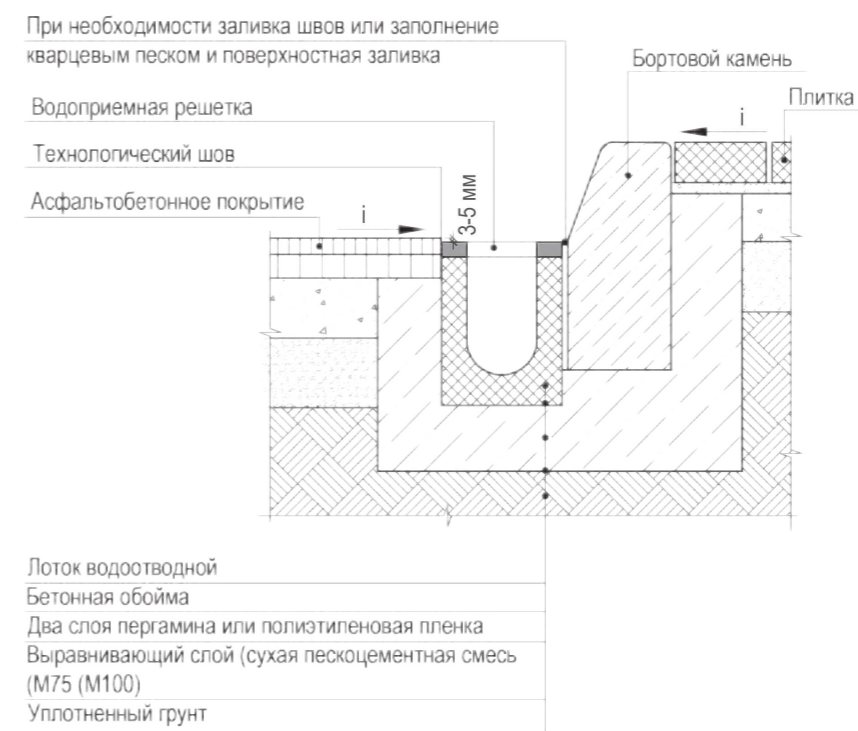 При необходимости заливка швов или заполнение
кварцевым песком и поверхностная заливка
Бортовой камень
Плитка
Водоприемная решетка
i
Технологический шов
3-5 мм
Асфальтобетонное покрытие
i
Лоток водоотводной
Бетонная обойма
Два слоя пергамина или полиэтиленовая пленка
Выравнивающий слой (сухая пескоцементная смесь
(М75 (М100)
Уплотненный грунт